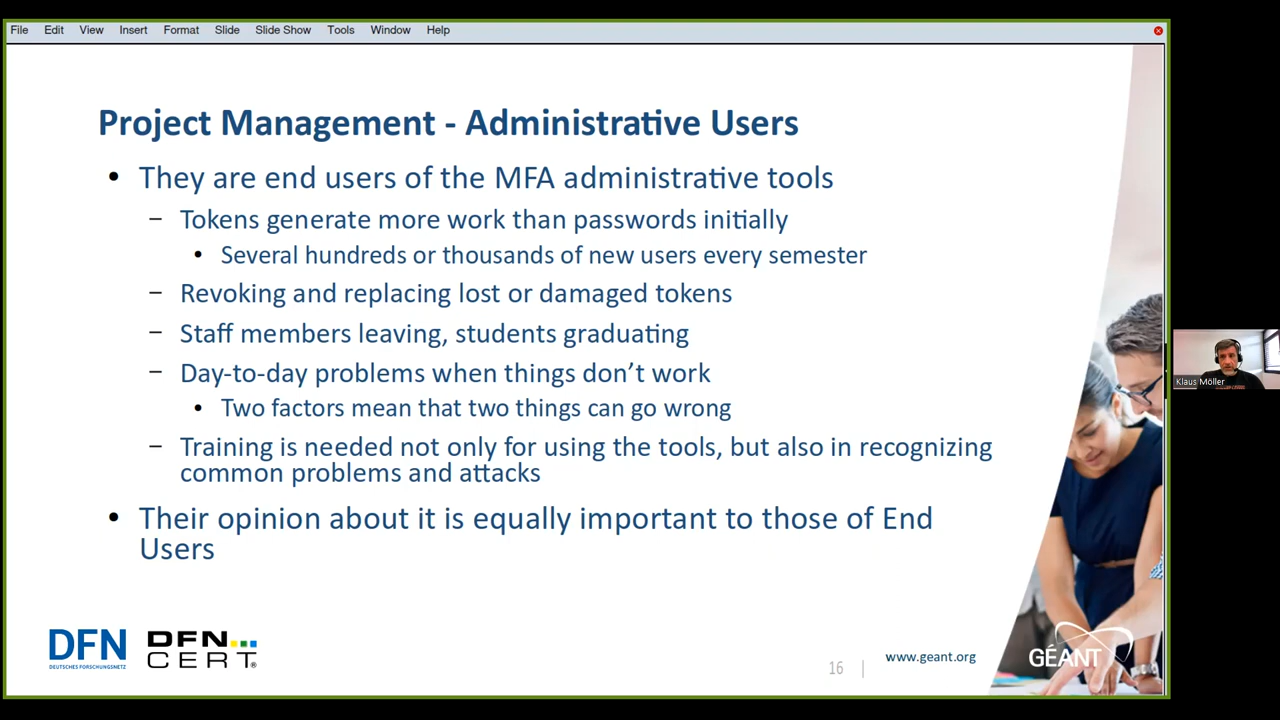 File Edit View Insert Format Slide Slide Show Tools Window Help
Project Management - Administrative Users
• They are end users of the MFA administrative tools
– Tokens generate more work than passwords initially
• Several hundreds or thousands of new users every semester
– Revoking and replacing lost or damaged tokens
– Staff members leaving, students graduating
– Day-to-day problems when things don’t work
• Two factors mean that two things can go wrong
– Training is needed not only for using the tools, but also in recognizing
common problems and attacks
• Their opinion about it is equally important to those of End
Users
Klaus Möller
DFN
DEUTSCHES FORSCHUNGSNETZ
DFN
CERT®
16
www.geant.org
GÉANT